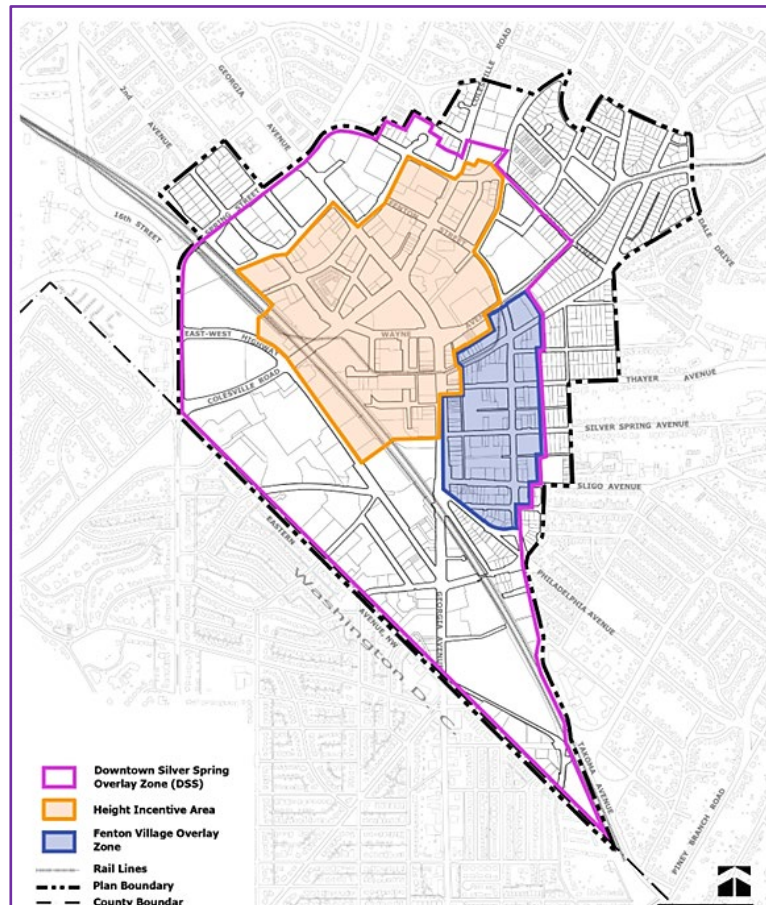 COLESVILLE ROAD
GEORGIA
AVENUE
2nd
AVENUE
SPRING STREET
16th STREET
FENTON
STREET
DALE DRIVE
WAYNE
AVENUE
EAST-WEST
HIGHWAY
COLESVILLE ROAD
THAYER AVENUE
SILVER SPRING AVENUE
SLIGO AVENUE
EASTERN
AVENUE, NW
Washington D.C.
GEORGIA AVENUE
PHILADELPHIA AVENUE
TAKOMA AVENUE
PINEY BRANCH ROAD
Downtown Silver Spring
Overlay Zone (DSS)
Height Incentive Area
Fenton Village Overlay
Zone
Rail Lines
Plan Boundary
County Boundar